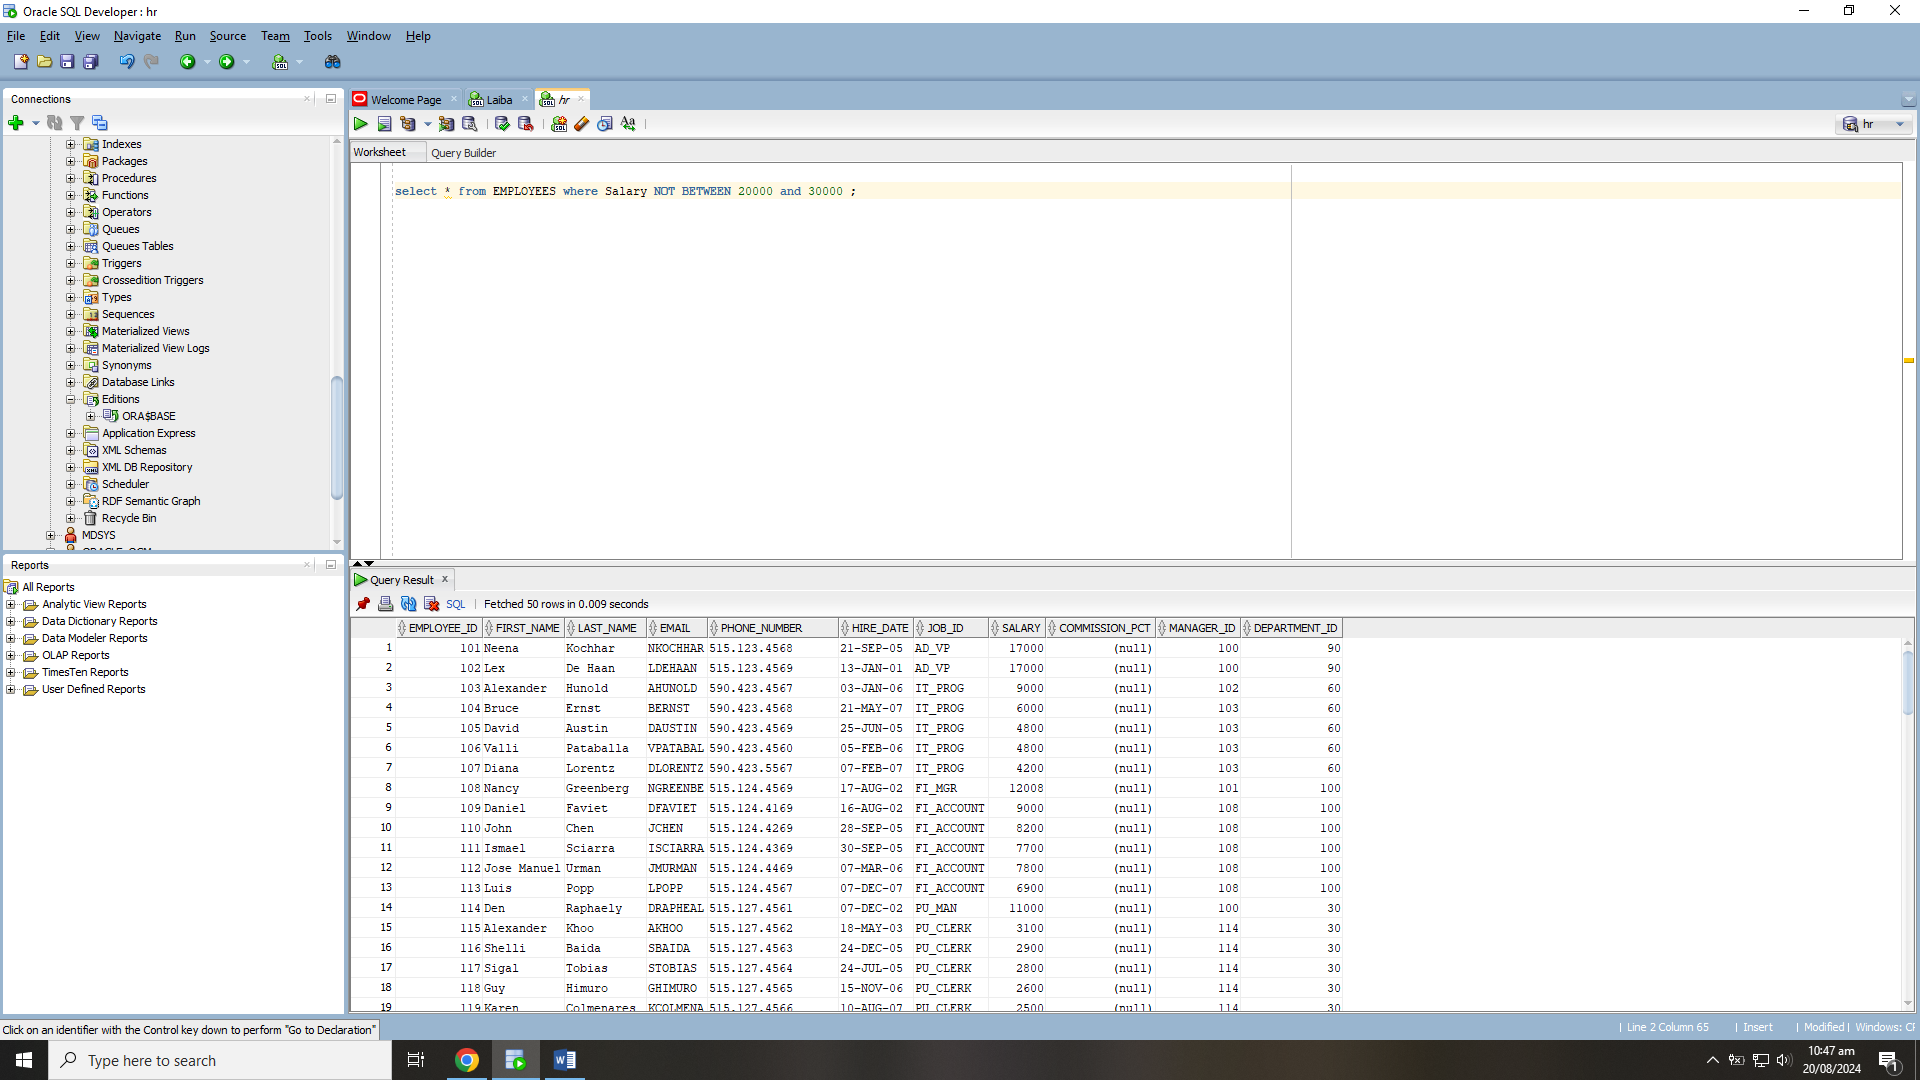 Oracle SQL Developer : hr
File Edit View Navigate Run Source Team Tools Window Help
Connections
Indexes
Packages
Procedures
Functions
Operators
Queues
Queues Tables
Triggers
Crossedition Triggers
Types
Sequences
Materialized Views
Materialized View Logs
Synonyms
Database Links
Editions
ORA$BASE
Application Express
XML Schemas
XML DB Repository
Scheduler
RDF Semantic Graph
Recycle Bin
MDSYS
Reports
All Reports
Analytic View Reports
Data Dictionary Reports
Data Modeler Reports
OLAP Reports
TimesTen Reports
User Defined Reports
Welcome Page Laiba hr
hr
Worksheet Query Builder
select * from EMPLOYEES where Salary NOT BETWEEN 20000 and 30000 ;
Query Result
SQL | Fetched 50 rows in 0.009 seconds
EMPLOYEE_ID FIRST_NAME LAST_NAME EMAIL PHONE_NUMBER HIRE_DATE JOB_ID SALARY COMMISSION_PCT MANAGER_ID DEPARTMENT_ID
1 101 Neena Kochhar NKOCHHAR 515.123.4568 21-SEP-05 AD_VP 17000 (null) 100 90
2 102 Lex De Haan LDEHAAN 515.123.4569 13-JAN-01 AD_VP 17000 (null) 100 90
3 103 Alexander Hunold AHUNOLD 590.423.4567 03-JAN-06 IT_PROG 9000 (null) 102 60
4 104 Bruce Ernst BERNST 590.423.4568 21-MAY-07 IT_PROG 6000 (null) 103 60
5 105 David Austin DAUSTIN 590.423.4569 25-JUN-05 IT_PROG 4800 (null) 103 60
6 106 Valli Pataballa VPATABAL 590.423.4560 05-FEB-06 IT_PROG 4800 (null) 103 60
7 107 Diana Lorentz DLORENTZ 590.423.5567 07-FEB-07 IT_PROG 4200 (null) 103 60
8 108 Nancy Greenberg NGREENBE 515.124.4569 17-AUG-02 FI_MGR 12008 (null) 101 100
9 109 Daniel Faviet DFAVIET 515.124.4169 16-AUG-02 FI_ACCOUNT 9000 (null) 108 100
10 110 John Chen JCHEN 515.124.4269 28-SEP-05 FI_ACCOUNT 8200 (null) 108 100
11 111 Ismael Sciarra ISCIARRA 515.124.4369 30-SEP-05 FI_ACCOUNT 7700 (null) 108 100
12 112 Jose Manuel Urman JMURMAN 515.124.4469 07-MAR-06 FI_ACCOUNT 7800 (null) 108 100
13 113 Luis Popp LPOPP 515.124.4567 07-DEC-07 FI_ACCOUNT 6900 (null) 108 100
14 114 Den Raphaely DRAPHEAL 515.127.4561 07-DEC-02 PU_MAN 11000 (null) 100 30
15 115 Alexander Khoo AKHOO 515.127.4562 18-MAY-03 PU_CLERK 3100 (null) 114 30
16 116 Shelli Baida SBAIDA 515.127.4563 24-DEC-05 PU_CLERK 2900 (null) 114 30
17 117 Sigal Tobias STOBIAS 515.127.4564 24-JUL-05 PU_CLERK 2800 (null) 114 30
18 118 Guy Himuro GHIMURO 515.127.4565 15-NOV-06 PU_CLERK 2600 (null) 114 30
19 119 Karen Colmenares KCOLMENA 515.127.4566 10-AUG-07 PU_CLERK 2500 (null) 114 30
Click on an identifier with the Control key down to perform "Go to Declaration"
| Line 2 Column 65 | Insert | Modified | Windows:
Type here to search
10:47 am
20/08/2024
1